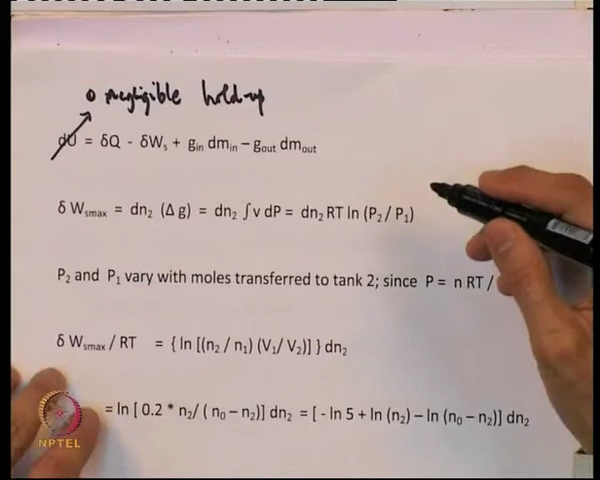 0 negligible hold-up
dU = δQ - δWₛ + gᵢₙ dmᵢₙ – gₒᵤₜ dmₒᵤₜ
δ Wₛₘₐₓ = dn₂ (Δ g) = dn₂ ∫v dP = dn₂ RT ln (P₂ / P₁)
P₂ and P₁ vary with moles transferred to tank 2; since P = n RT /
δ Wₛₘₐₓ / RT = { ln [(n₂ / n₁) (V₁/ V₂)] } dn₂
= ln [ 0.2 * n₂/ ( n₀ – n₂)] dn₂ = [ - ln 5 + ln (n₂) – ln (n₀ – n₂)] dn₂
NPTEL